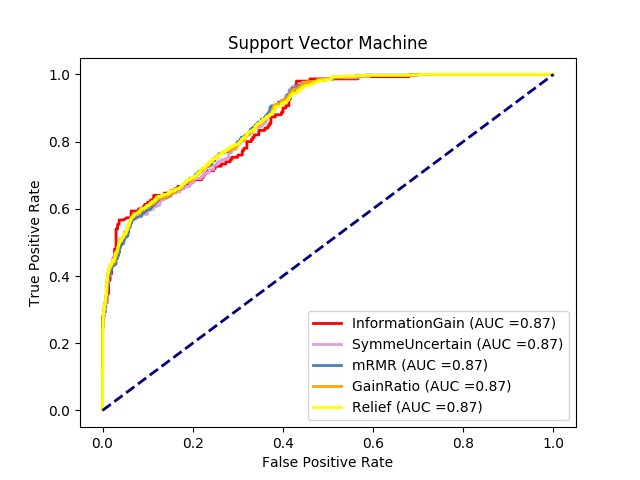 Support Vector Machine
1.0
0.8
0.6
0.4
0.2
0.0
True Positive Rate
InformationGain (AUC =0.87)
SymmeUncertain (AUC =0.87)
mRMR (AUC =0.87)
GainRatio (AUC =0.87)
Relief (AUC =0.87)
0.0 0.2 0.4 0.6 0.8 1.0
False Positive Rate